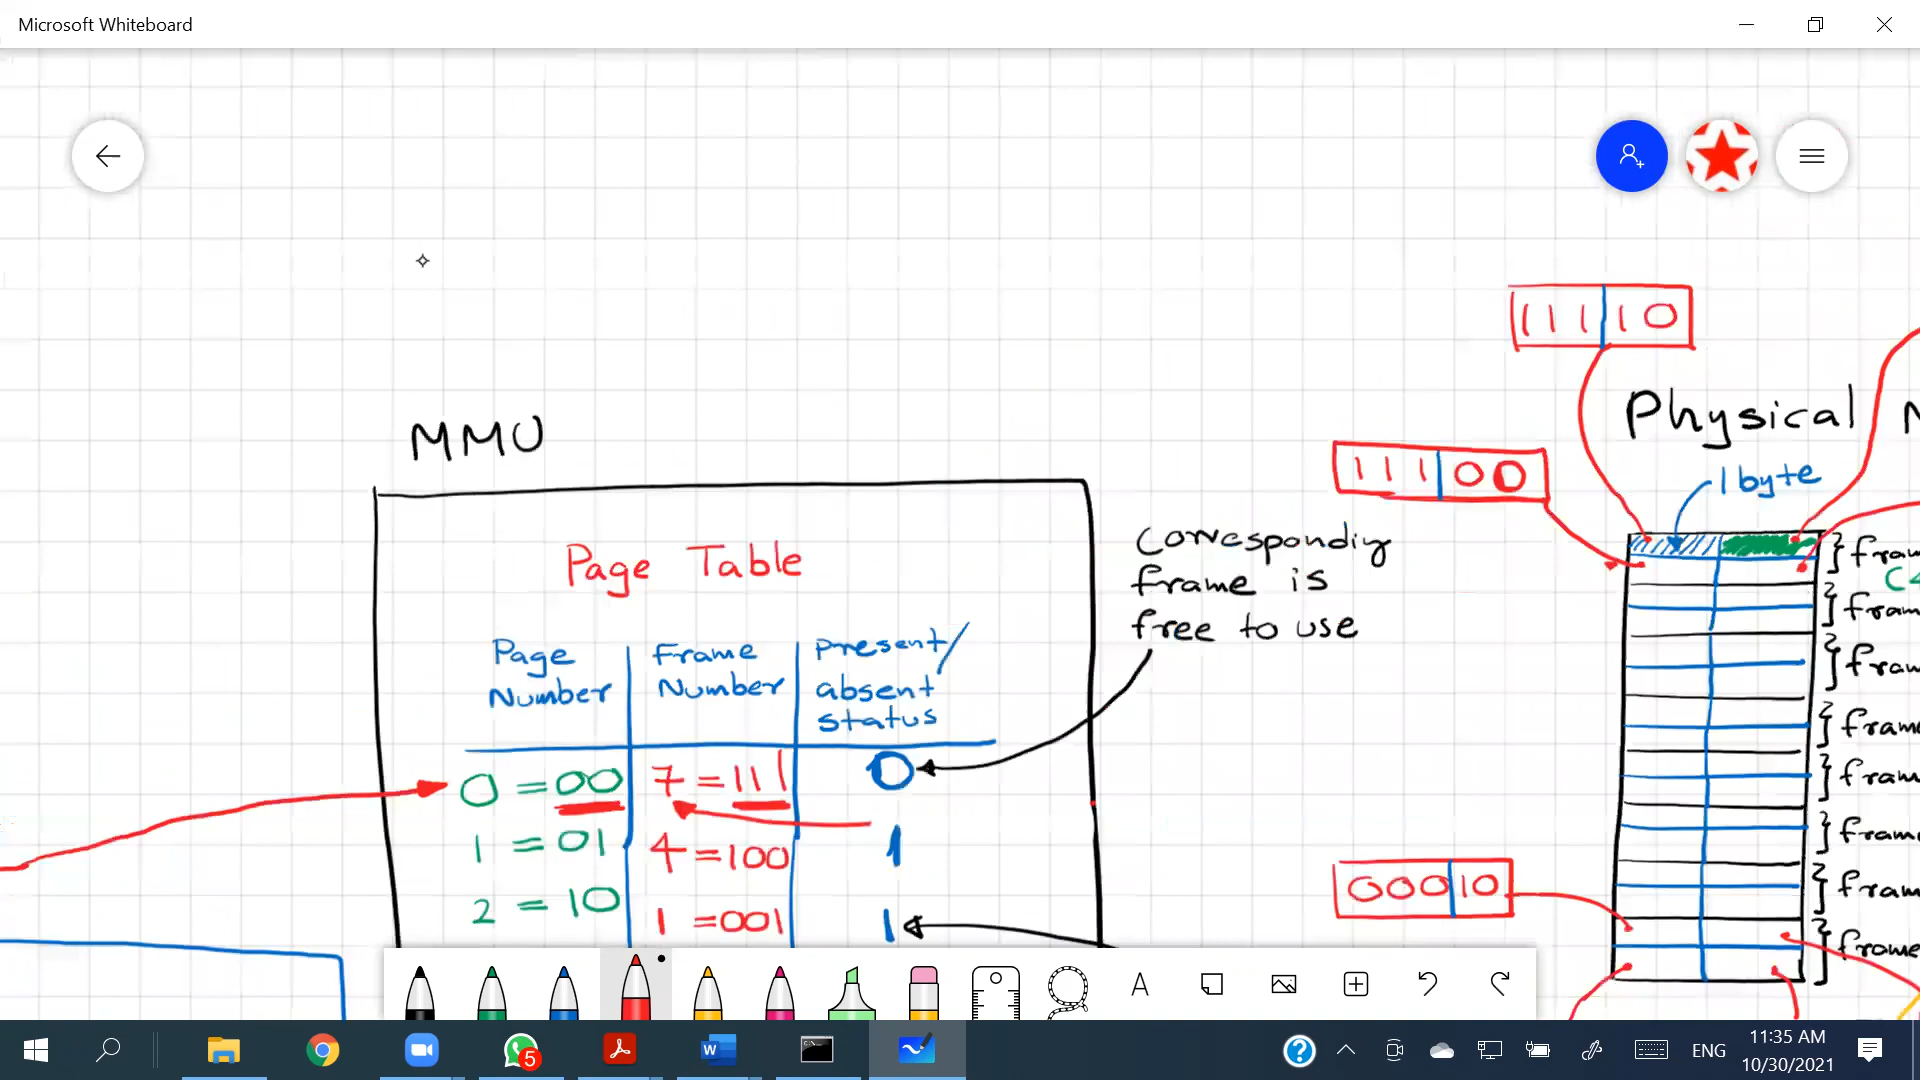 Microsoft Whiteboard
11110
Physical
MMU
11100
1 byte
Page Table
Corresponding
frame is
free to use
Page Number
Frame Number
Present/
absent
status
0 = 00
7 = 111
0
1 = 01
4 = 100
1
2 = 10
1 = 001
1
00010
A
5
W
ENG
11:35 AM
10/30/2021